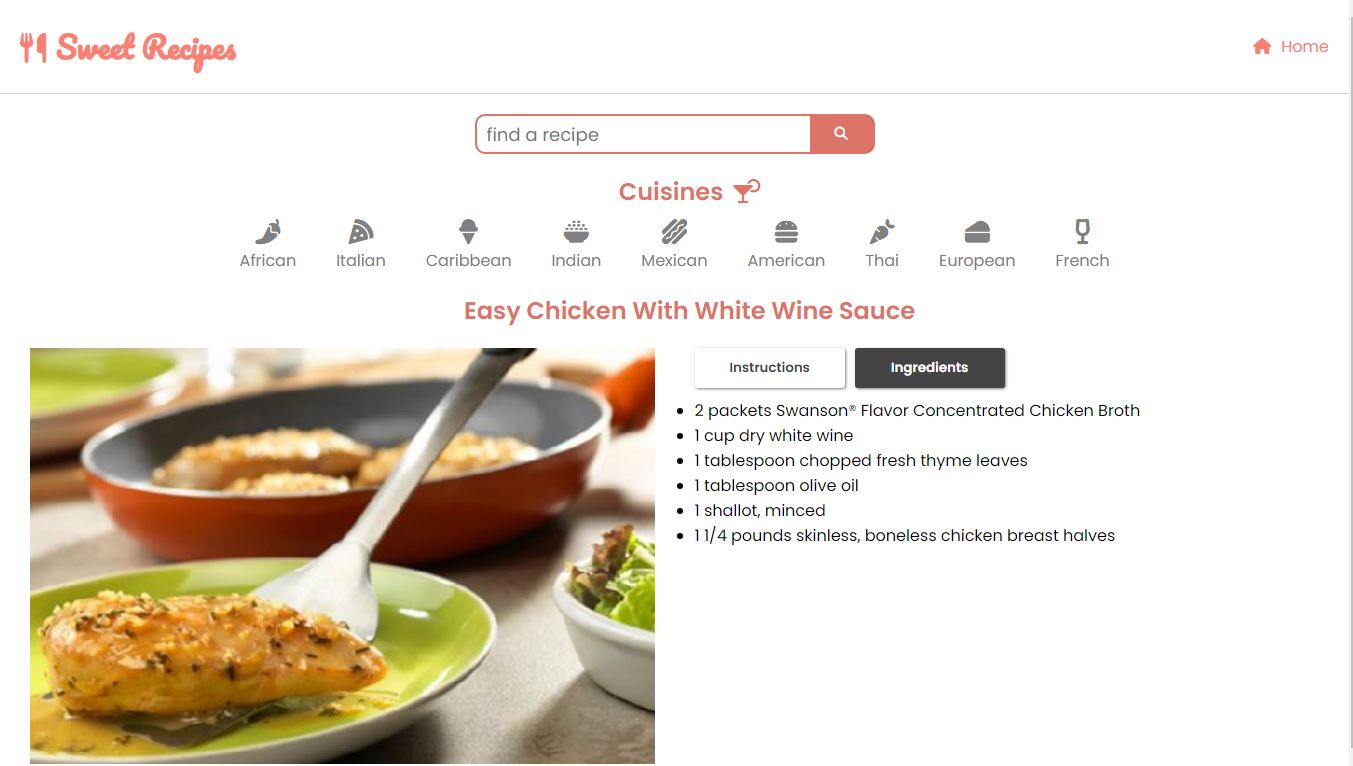 Sweet Recipes
Home
find a recipe
Cuisines
African Italian Caribbean Indian Mexican American Thai European French
Easy Chicken With White Wine Sauce
Instructions Ingredients
2 packets Swanson® Flavor Concentrated Chicken Broth
1 cup dry white wine
1 tablespoon chopped fresh thyme leaves
1 tablespoon olive oil
1 shallot, minced
1 1/4 pounds skinless, boneless chicken breast halves